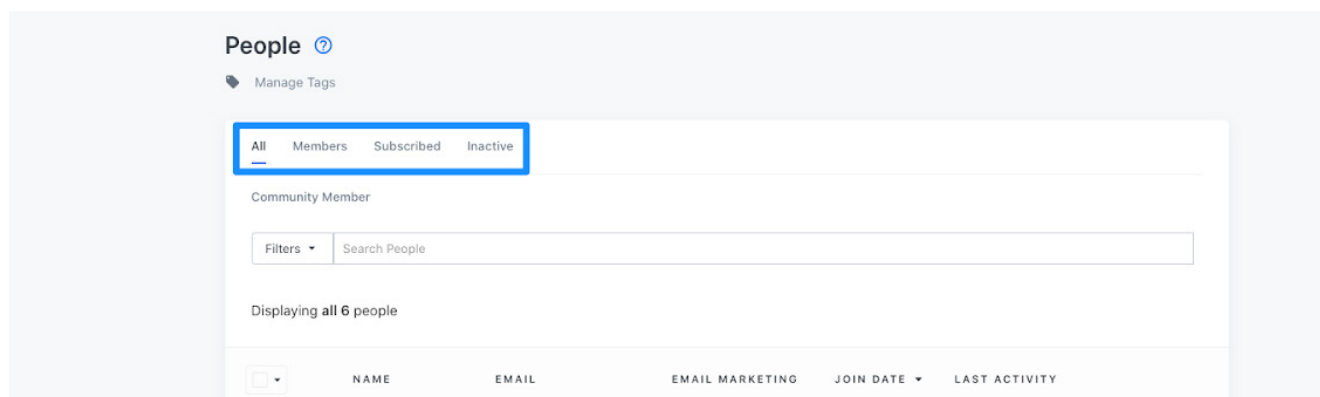 People
Manage Tags
All Members Subscribed Inactive
Community Member
Filters Search People
Displaying all 6 people
NAME EMAIL EMAIL MARKETING JOIN DATE LAST ACTIVITY